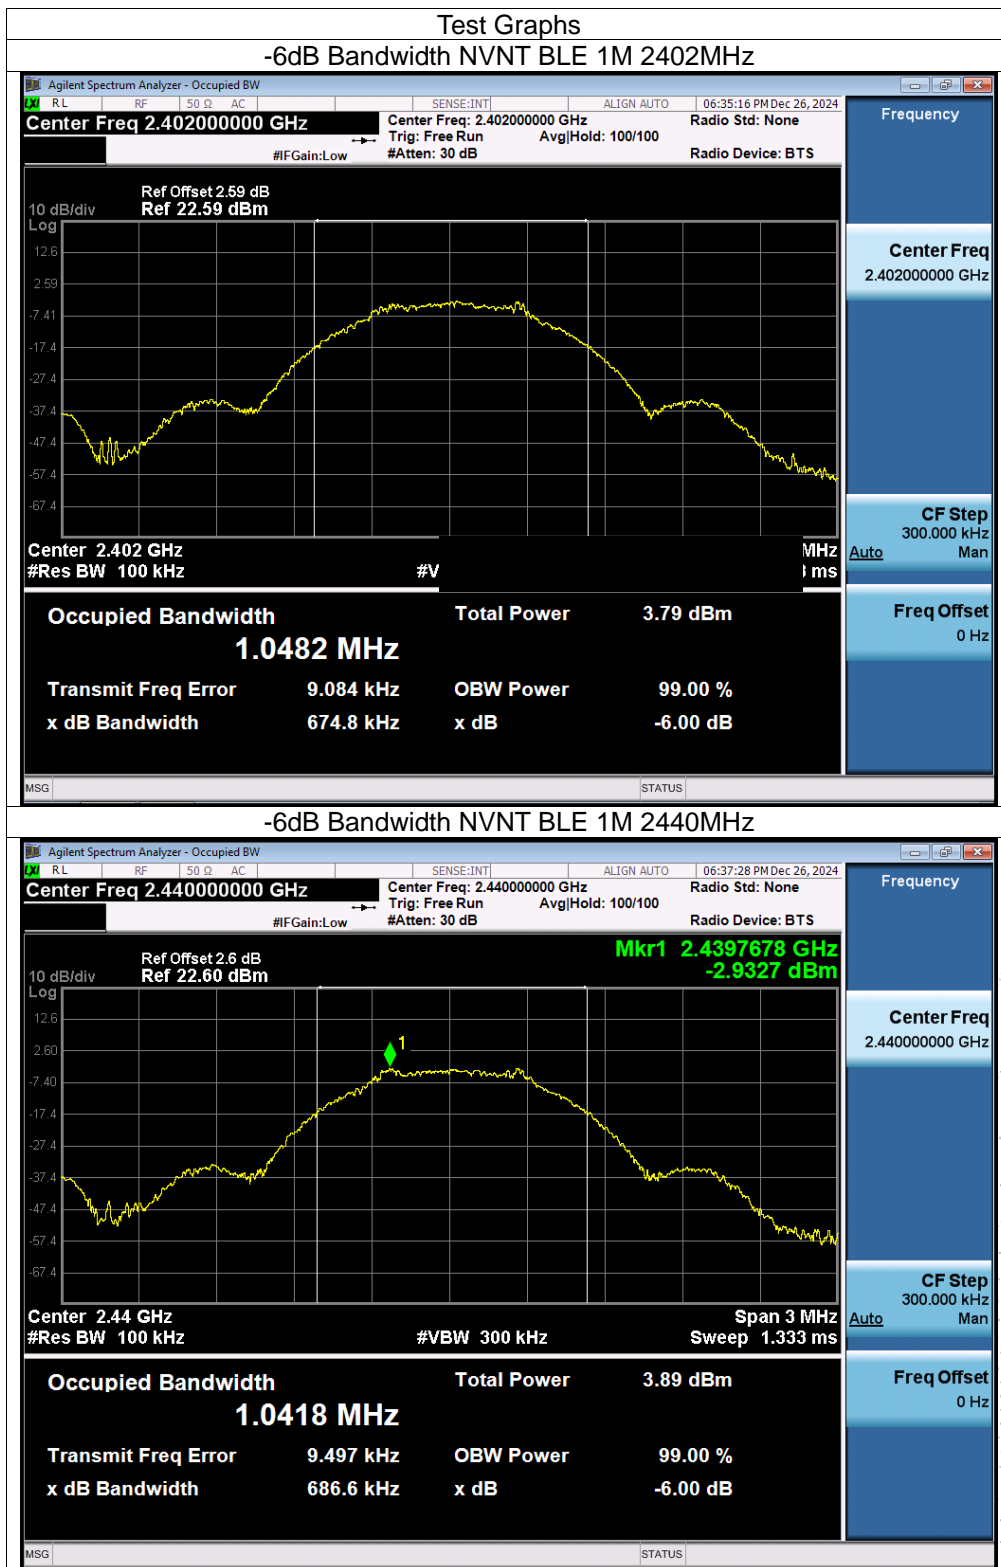 Test Graphs
-6dB Bandwidth NVNT BLE 1M 2402MHz
Agilent Spectrum Analyzer - Occupied BW
LXI RL RF 50 Ω AC SENSE:INT ALIGN AUTO 06:35:16 PM Dec 26, 2024
Center Freq 2.402000000 GHz Center Freq: 2.402000000 GHz Radio Std: None Frequency
Trig: Free Run Avg|Hold: 100/100
#IFGain:Low #Atten: 30 dB Radio Device: BTS
Ref Offset 2.59 dB
10 dB/div Ref 22.59 dBm
Log
12.6
2.59
-7.41
-17.4
-27.4
-37.4
-47.4
-57.4
-67.4
Center Freq
2.402000000 GHz
CF Step
300.000 kHz
Auto Man
Freq Offset
0 Hz
Center 2.402 GHz MHz
#Res BW 100 kHz #V ms
Occupied Bandwidth Total Power 3.79 dBm
1.0482 MHz
Transmit Freq Error 9.084 kHz OBW Power 99.00 %
x dB Bandwidth 674.8 kHz x dB -6.00 dB
MSG STATUS
-6dB Bandwidth NVNT BLE 1M 2440MHz
Agilent Spectrum Analyzer - Occupied BW
LXI RL RF 50 Ω AC SENSE:INT ALIGN AUTO 06:37:28 PM Dec 26, 2024
Center Freq 2.440000000 GHz Center Freq: 2.440000000 GHz Radio Std: None Frequency
Trig: Free Run Avg|Hold: 100/100
#IFGain:Low #Atten: 30 dB Radio Device: BTS
Mkr1 2.4397678 GHz
-2.9327 dBm
Ref Offset 2.6 dB
10 dB/div Ref 22.60 dBm
Log
12.6
2.60
-7.40
-17.4
-27.4
-37.4
-47.4
-57.4
-67.4
1
Center Freq
2.440000000 GHz
CF Step
300.000 kHz
Auto Man
Freq Offset
0 Hz
Center 2.44 GHz Span 3 MHz
#Res BW 100 kHz #VBW 300 kHz Sweep 1.333 ms
Occupied Bandwidth Total Power 3.89 dBm
1.0418 MHz
Transmit Freq Error 9.497 kHz OBW Power 99.00 %
x dB Bandwidth 686.6 kHz x dB -6.00 dB
MSG STATUS